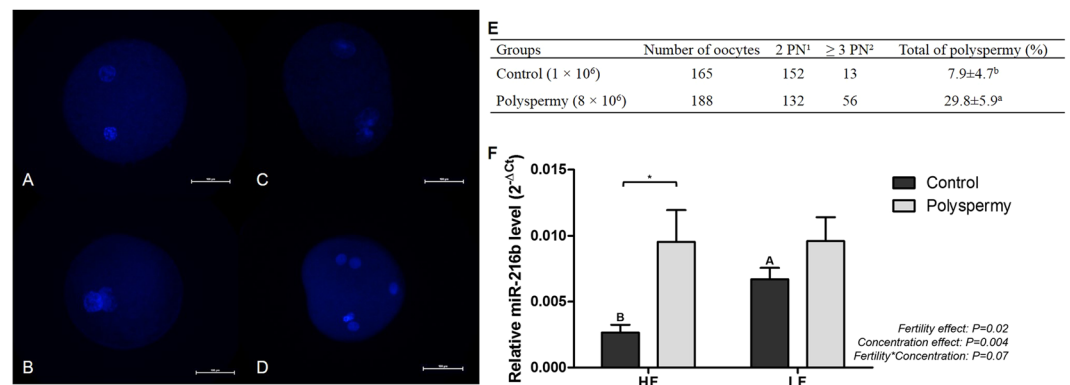 A
C
B
D
E
Groups Number of oocytes 2 PN¹ ≥ 3 PN² Total of polyspermy (%)
Control (1 × 10⁶) 165 152 13 7.9±4.7ᵇ
Polyspermy (8 × 10⁶) 188 132 56 29.8±5.9ᵃ
F
Relative miR-216b level (2^-ΔCt)
0.015
0.010
0.005
0.000
*
B
A
Control
Polyspermy
Fertility effect: P=0.02
Concentration effect: P=0.004
Fertility*Concentration: P=0.07